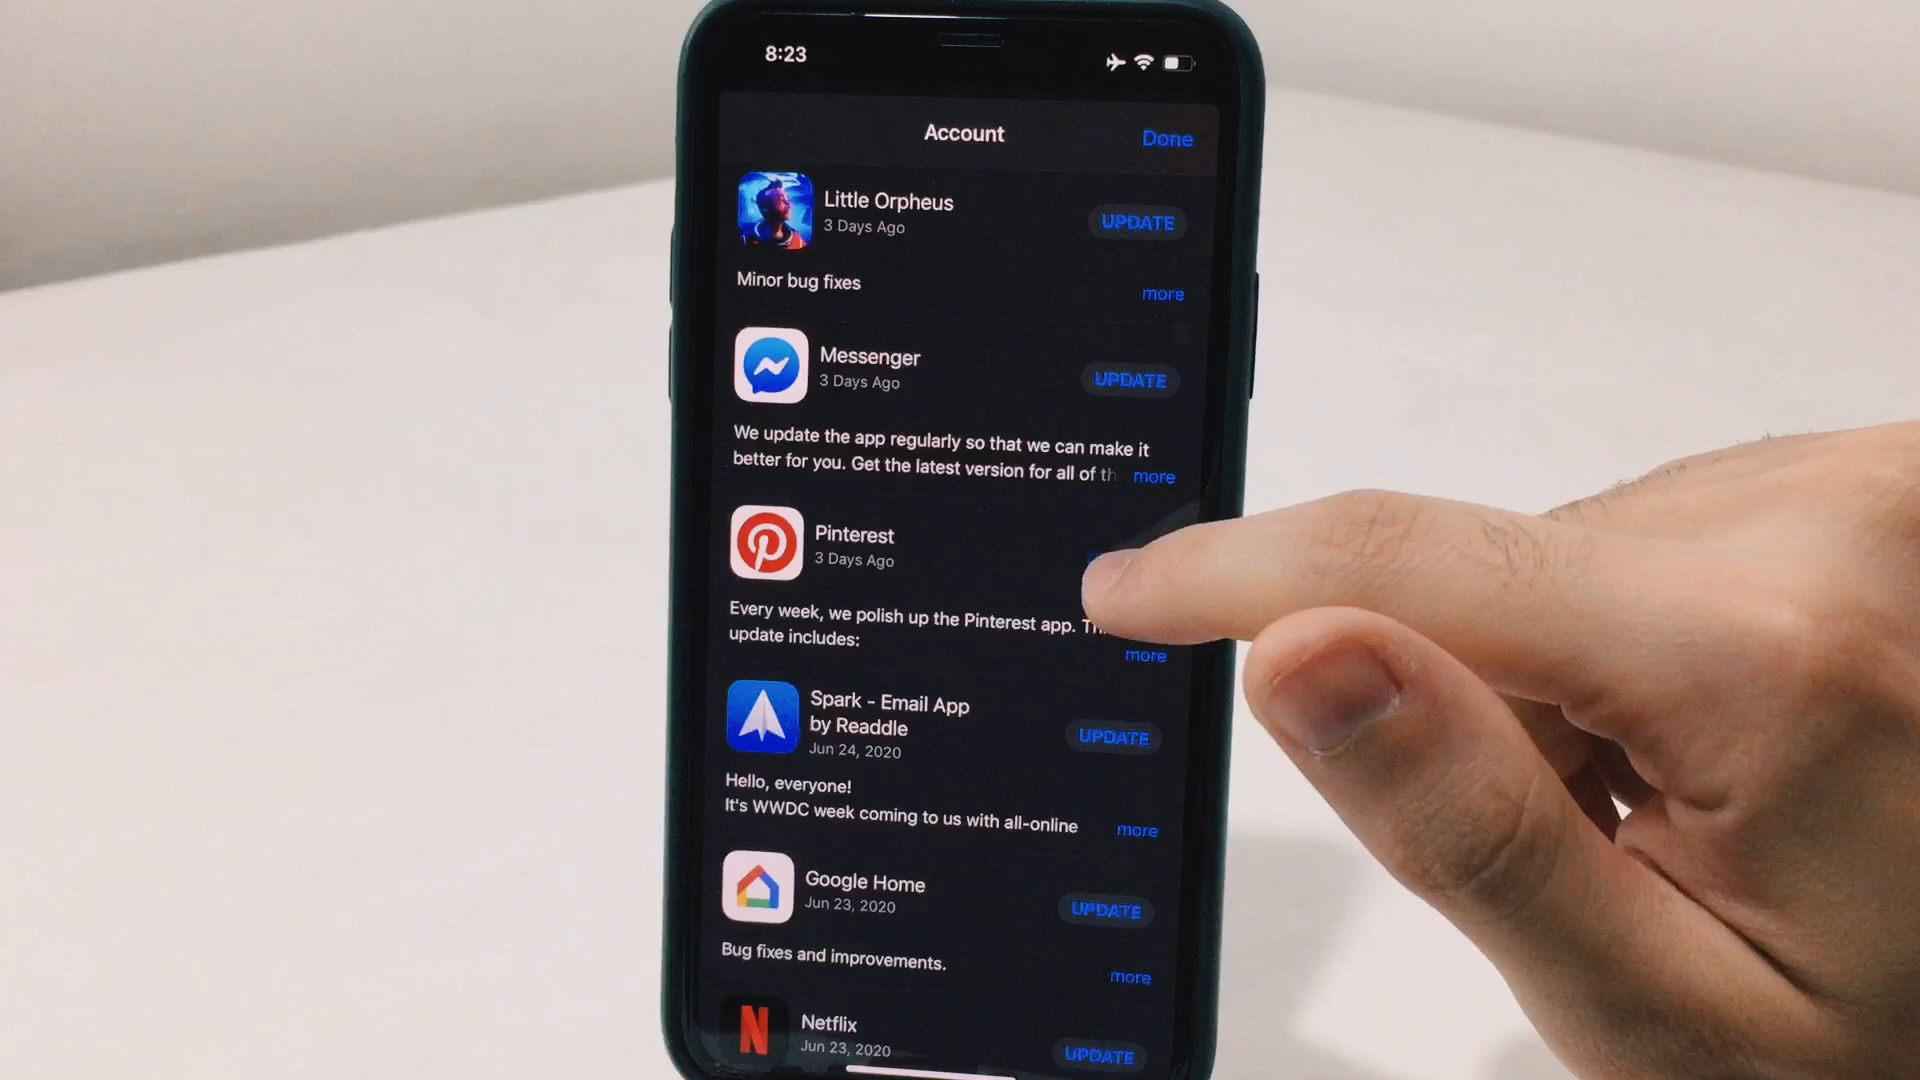 8:23
Account
Done
Little Orpheus
3 Days Ago
UPDATE
Minor bug fixes
more
Messenger
3 Days Ago
UPDATE
We update the app regularly so that we can make it
better for you. Get the latest version for all of th
more
Pinterest
3 Days Ago
Every week, we polish up the Pinterest app.
update includes:
more
Spark - Email App
by Readdle
Jun 24, 2020
UPDATE
Hello, everyone!
It's WWDC week coming to us with all-online
more
Google Home
Jun 23, 2020
UPDATE
Bug fixes and improvements.
more
Netflix
Jun 23, 2020
UPDATE